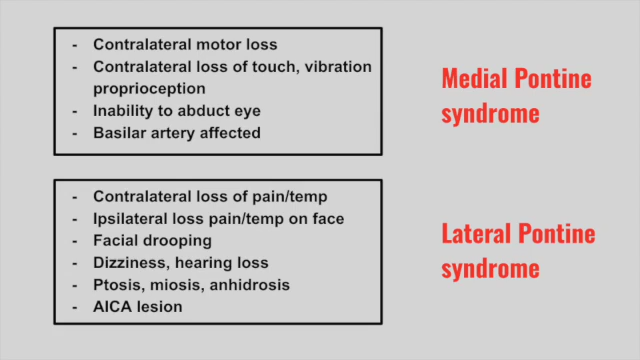 - Contralateral motor loss
- Contralateral loss of touch, vibration
proprioception
- Inability to abduct eye
- Basilar artery affected
Medial Pontine
syndrome
- Contralateral loss of pain/temp
- Ipsilateral loss pain/temp on face
- Facial drooping
- Dizziness, hearing loss
- Ptosis, miosis, anhidrosis
- AICA lesion
Lateral Pontine
syndrome